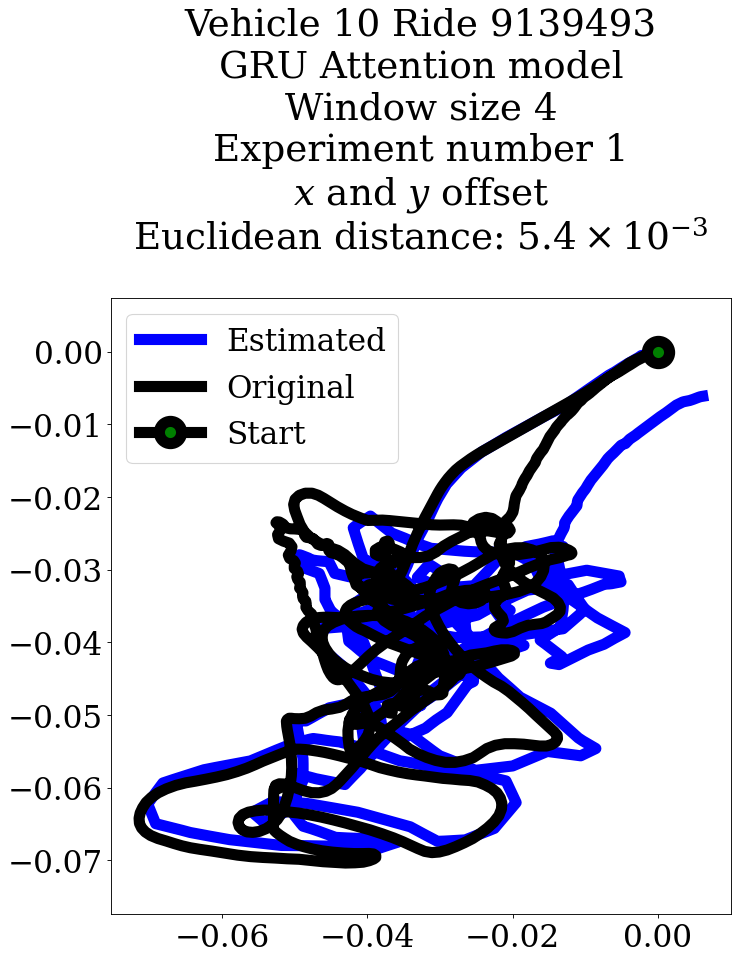 Vehicle 10 Ride 9139493
GRU Attention model
Window size 4
Experiment number 1
x and y offset
Euclidean distance: 5.4 × 10⁻³
Estimated
Original
Start
0.00
−0.01
−0.02
−0.03
−0.04
−0.05
−0.06
−0.07
−0.06 −0.04 −0.02 0.00